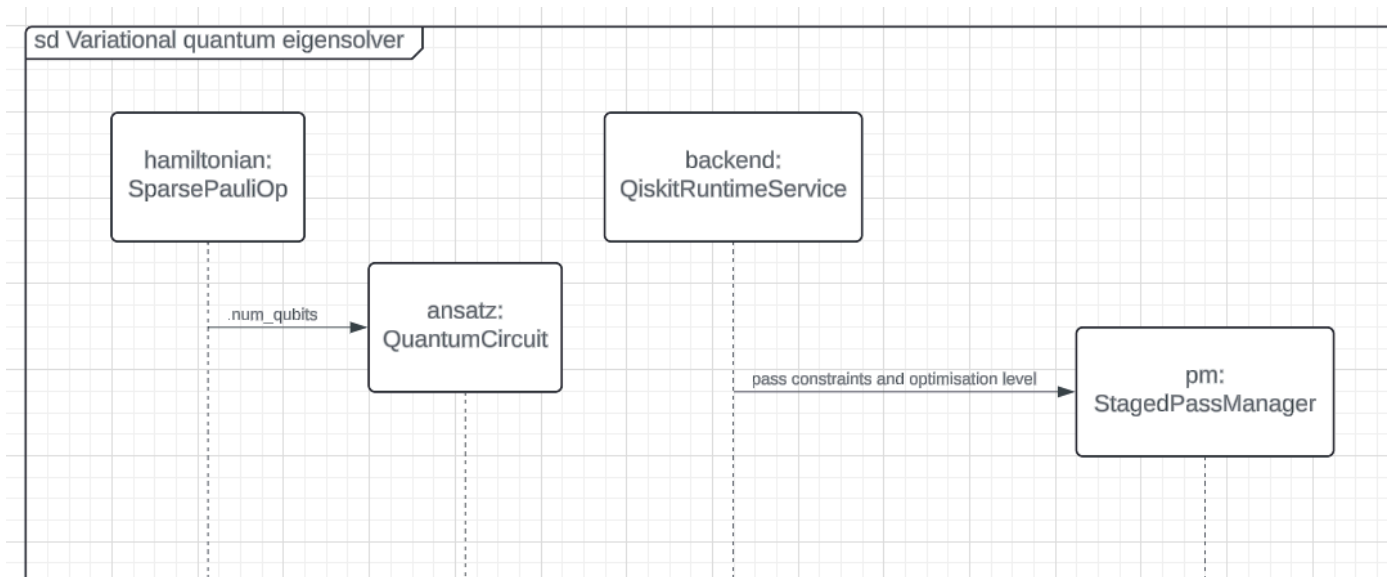 sd Variational quantum eigensolver
hamiltonian:
SparsePauliOp
backend:
QiskitRuntimeService
.num_qubits
ansatz:
QuantumCircuit
pass constraints and optimisation level
pm:
StagedPassManager